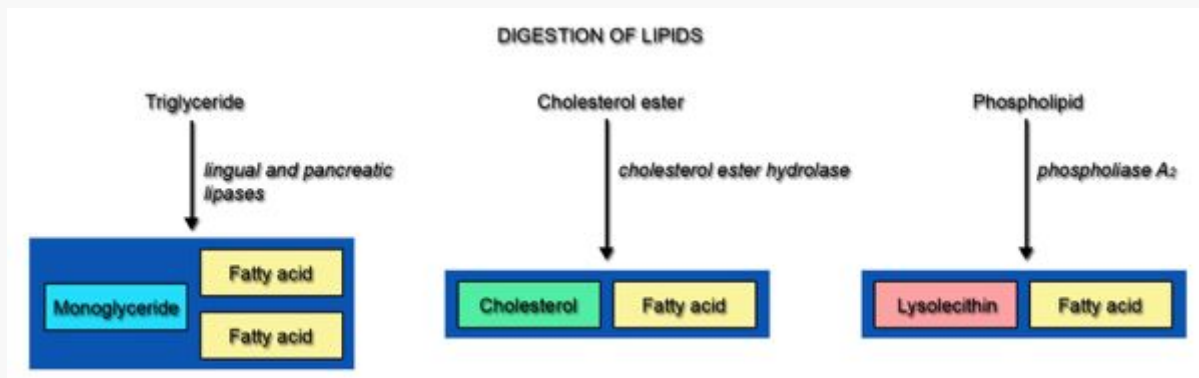 DIGESTION OF LIPIDS
Triglyceride
lingual and pancreatic
lipases
Monoglyceride
Fatty acid
Fatty acid
Cholesterol ester
cholesterol ester hydrolase
Cholesterol
Fatty acid
Phospholipid
phospholiase A₂
Lysolecithin
Fatty acid